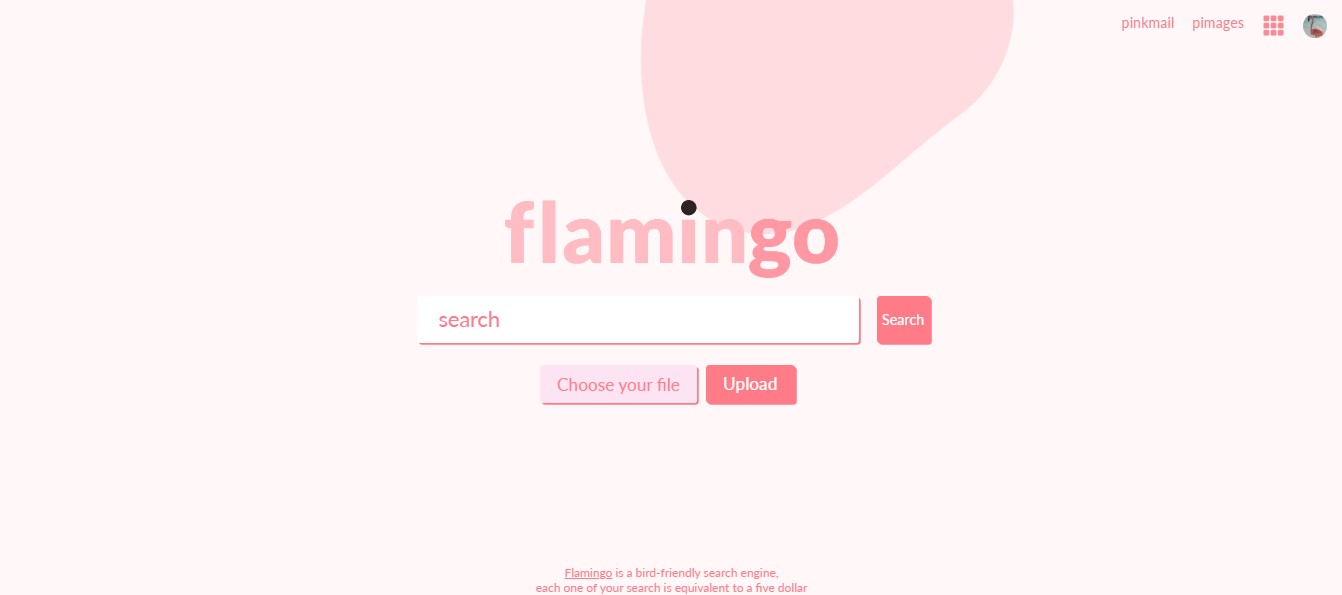 pinkmail pimages
flamingo
search Search
Choose your file Upload
Flamingo is a bird-friendly search engine,
each one of your search is equivalent to a five dollar